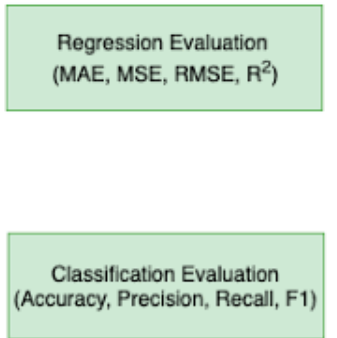 Regression Evaluation
(MAE, MSE, RMSE, R²)
Classification Evaluation
(Accuracy, Precision, Recall, F1)